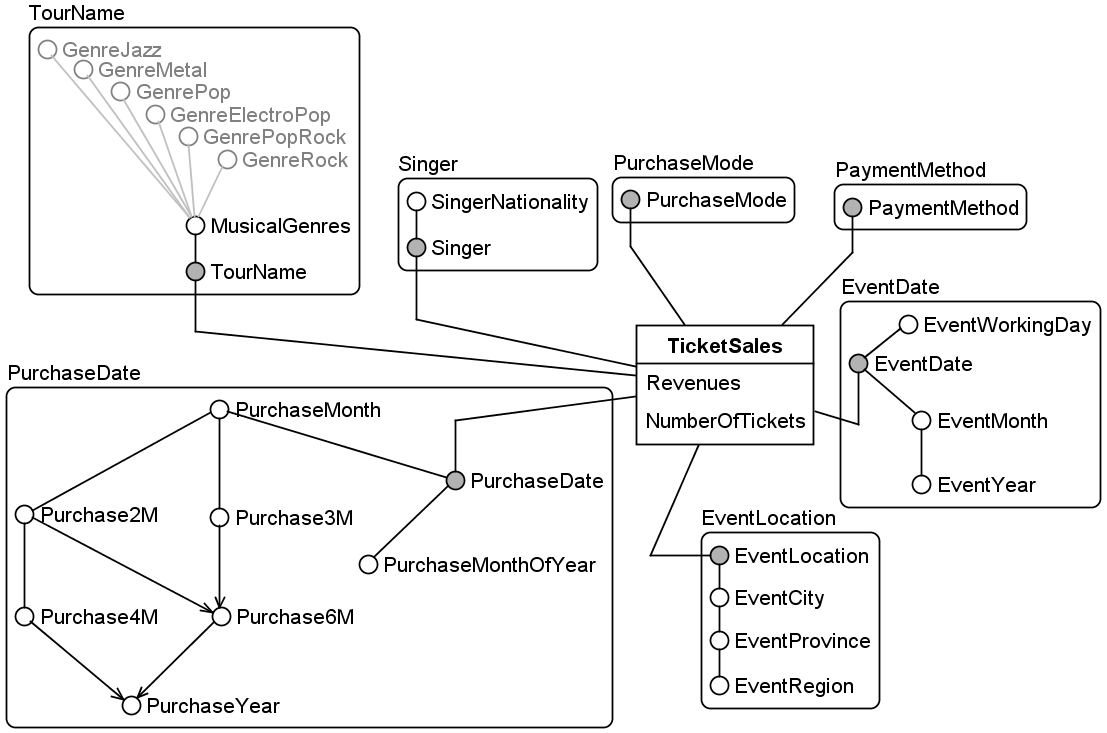 TourName
GenreJazz
GenreMetal
GenrePop
GenreElectroPop
GenrePopRock
GenreRock
MusicalGenres
TourName
Singer
SingerNationality
Singer
PurchaseMode
PurchaseMode
PaymentMethod
PaymentMethod
EventDate
EventWorkingDay
EventDate
EventMonth
EventYear
TicketSales
Revenues
NumberOfTickets
PurchaseDate
PurchaseMonth
PurchaseDate
Purchase2M
Purchase3M
PurchaseMonthOfYear
Purchase4M
Purchase6M
PurchaseYear
EventLocation
EventLocation
EventCity
EventProvince
EventRegion